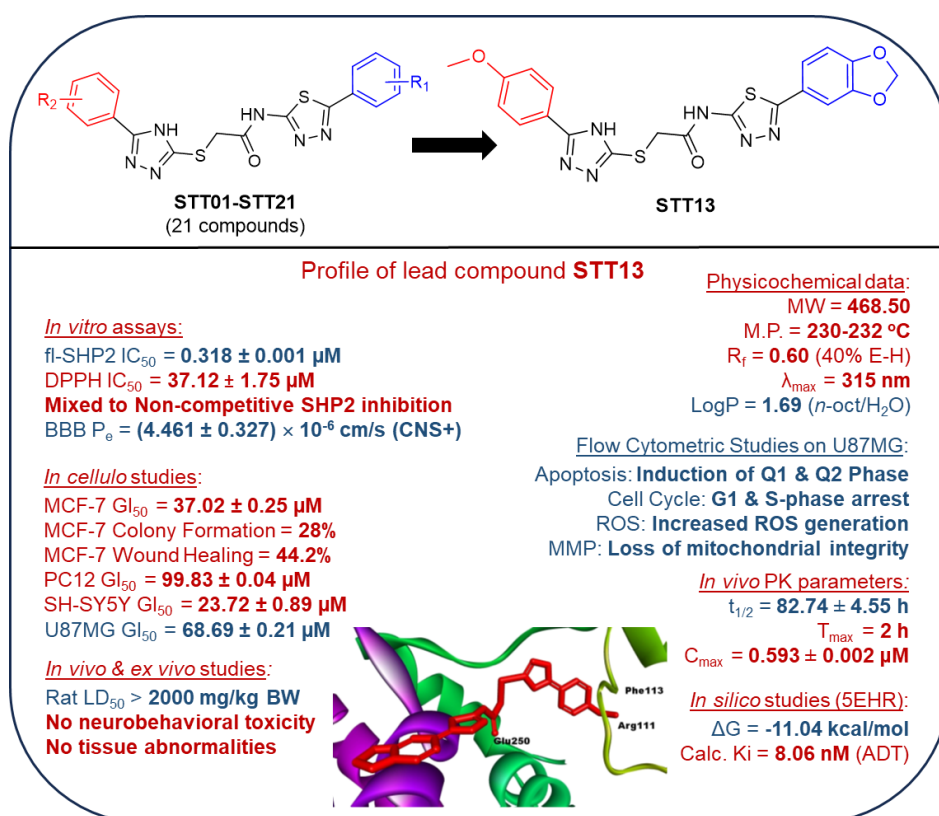 R2
NH
N
N
S
O
HN
S
N
N
R1
STT01-STT21
(21 compounds)
O
NH
N
N
S
O
HN
S
N
N
O
O
STT13
Profile of lead compound STT13
In vitro assays:
fl-SHP2 IC50 = 0.318 ± 0.001 µM
DPPH IC50 = 37.12 ± 1.75 µM
Mixed to Non-competitive SHP2 inhibition
BBB Pe = (4.461 ± 0.327) × 10-6 cm/s (CNS+)
In cellulo studies:
MCF-7 GI50 = 37.02 ± 0.25 µM
MCF-7 Colony Formation = 28%
MCF-7 Wound Healing = 44.2%
PC12 GI50 = 99.83 ± 0.04 µM
SH-SY5Y GI50 = 23.72 ± 0.89 µM
U87MG GI50 = 68.69 ± 0.21 µM
In vivo & ex vivo studies:
Rat LD50 > 2000 mg/kg BW
No neurobehavioral toxicity
No tissue abnormalities
Glu250
Phe113
Arg111
Physicochemical data:
MW = 468.50
M.P. = 230-232 ºC
Rf = 0.60 (40% E-H)
λmax = 315 nm
LogP = 1.69 (n-oct/H2O)
Flow Cytometric Studies on U87MG:
Apoptosis: Induction of Q1 & Q2 Phase
Cell Cycle: G1 & S-phase arrest
ROS: Increased ROS generation
MMP: Loss of mitochondrial integrity
In vivo PK parameters:
t1/2 = 82.74 ± 4.55 h
Tmax = 2 h
Cmax = 0.593 ± 0.002 µM
In silico studies (5EHR):
ΔG = -11.04 kcal/mol
Calc. Ki = 8.06 nM (ADT)